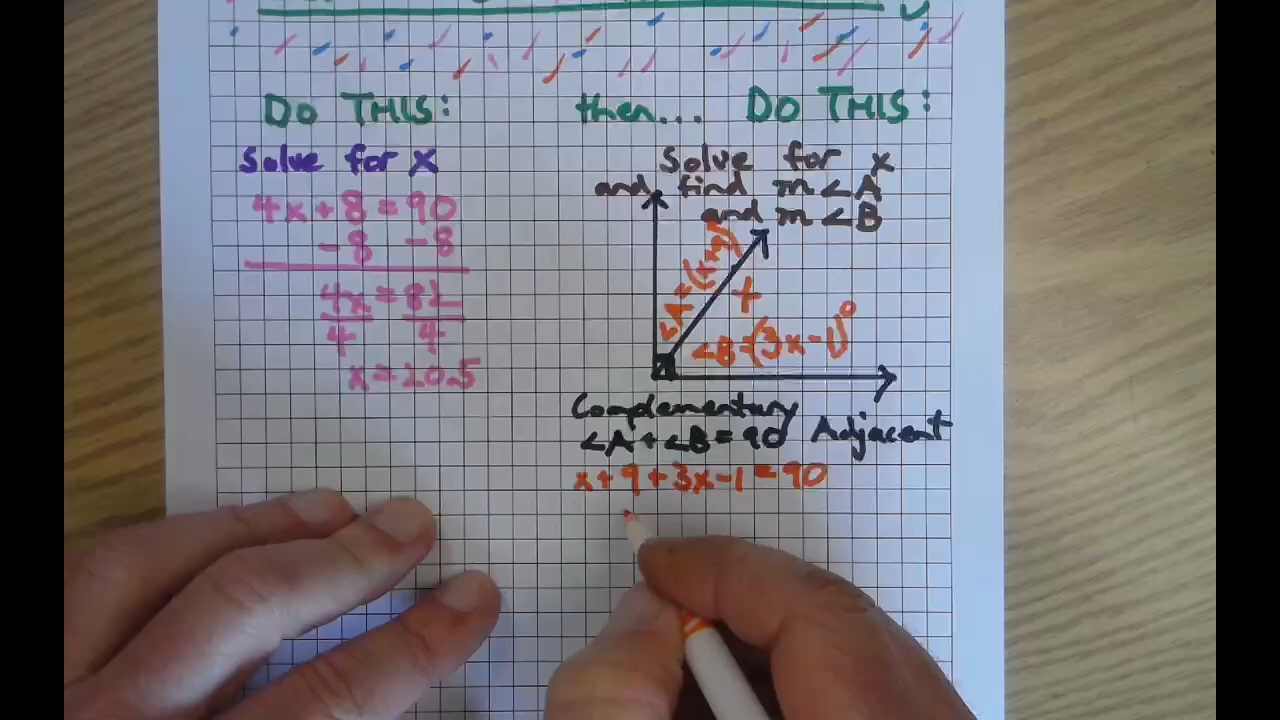 Do THIS:
Solve for X
4x + 8 = 90
- 8 - 8
4x = 82
4 4
x = 20.5
then... Do THIS:
Solve for x
and find m∠A
and m∠B
∠A = (x+9)
x
∠B = (3x - 1)°
Complementary
∠A + ∠B = 90 Adjacent
x + 9 + 3x - 1 = 90